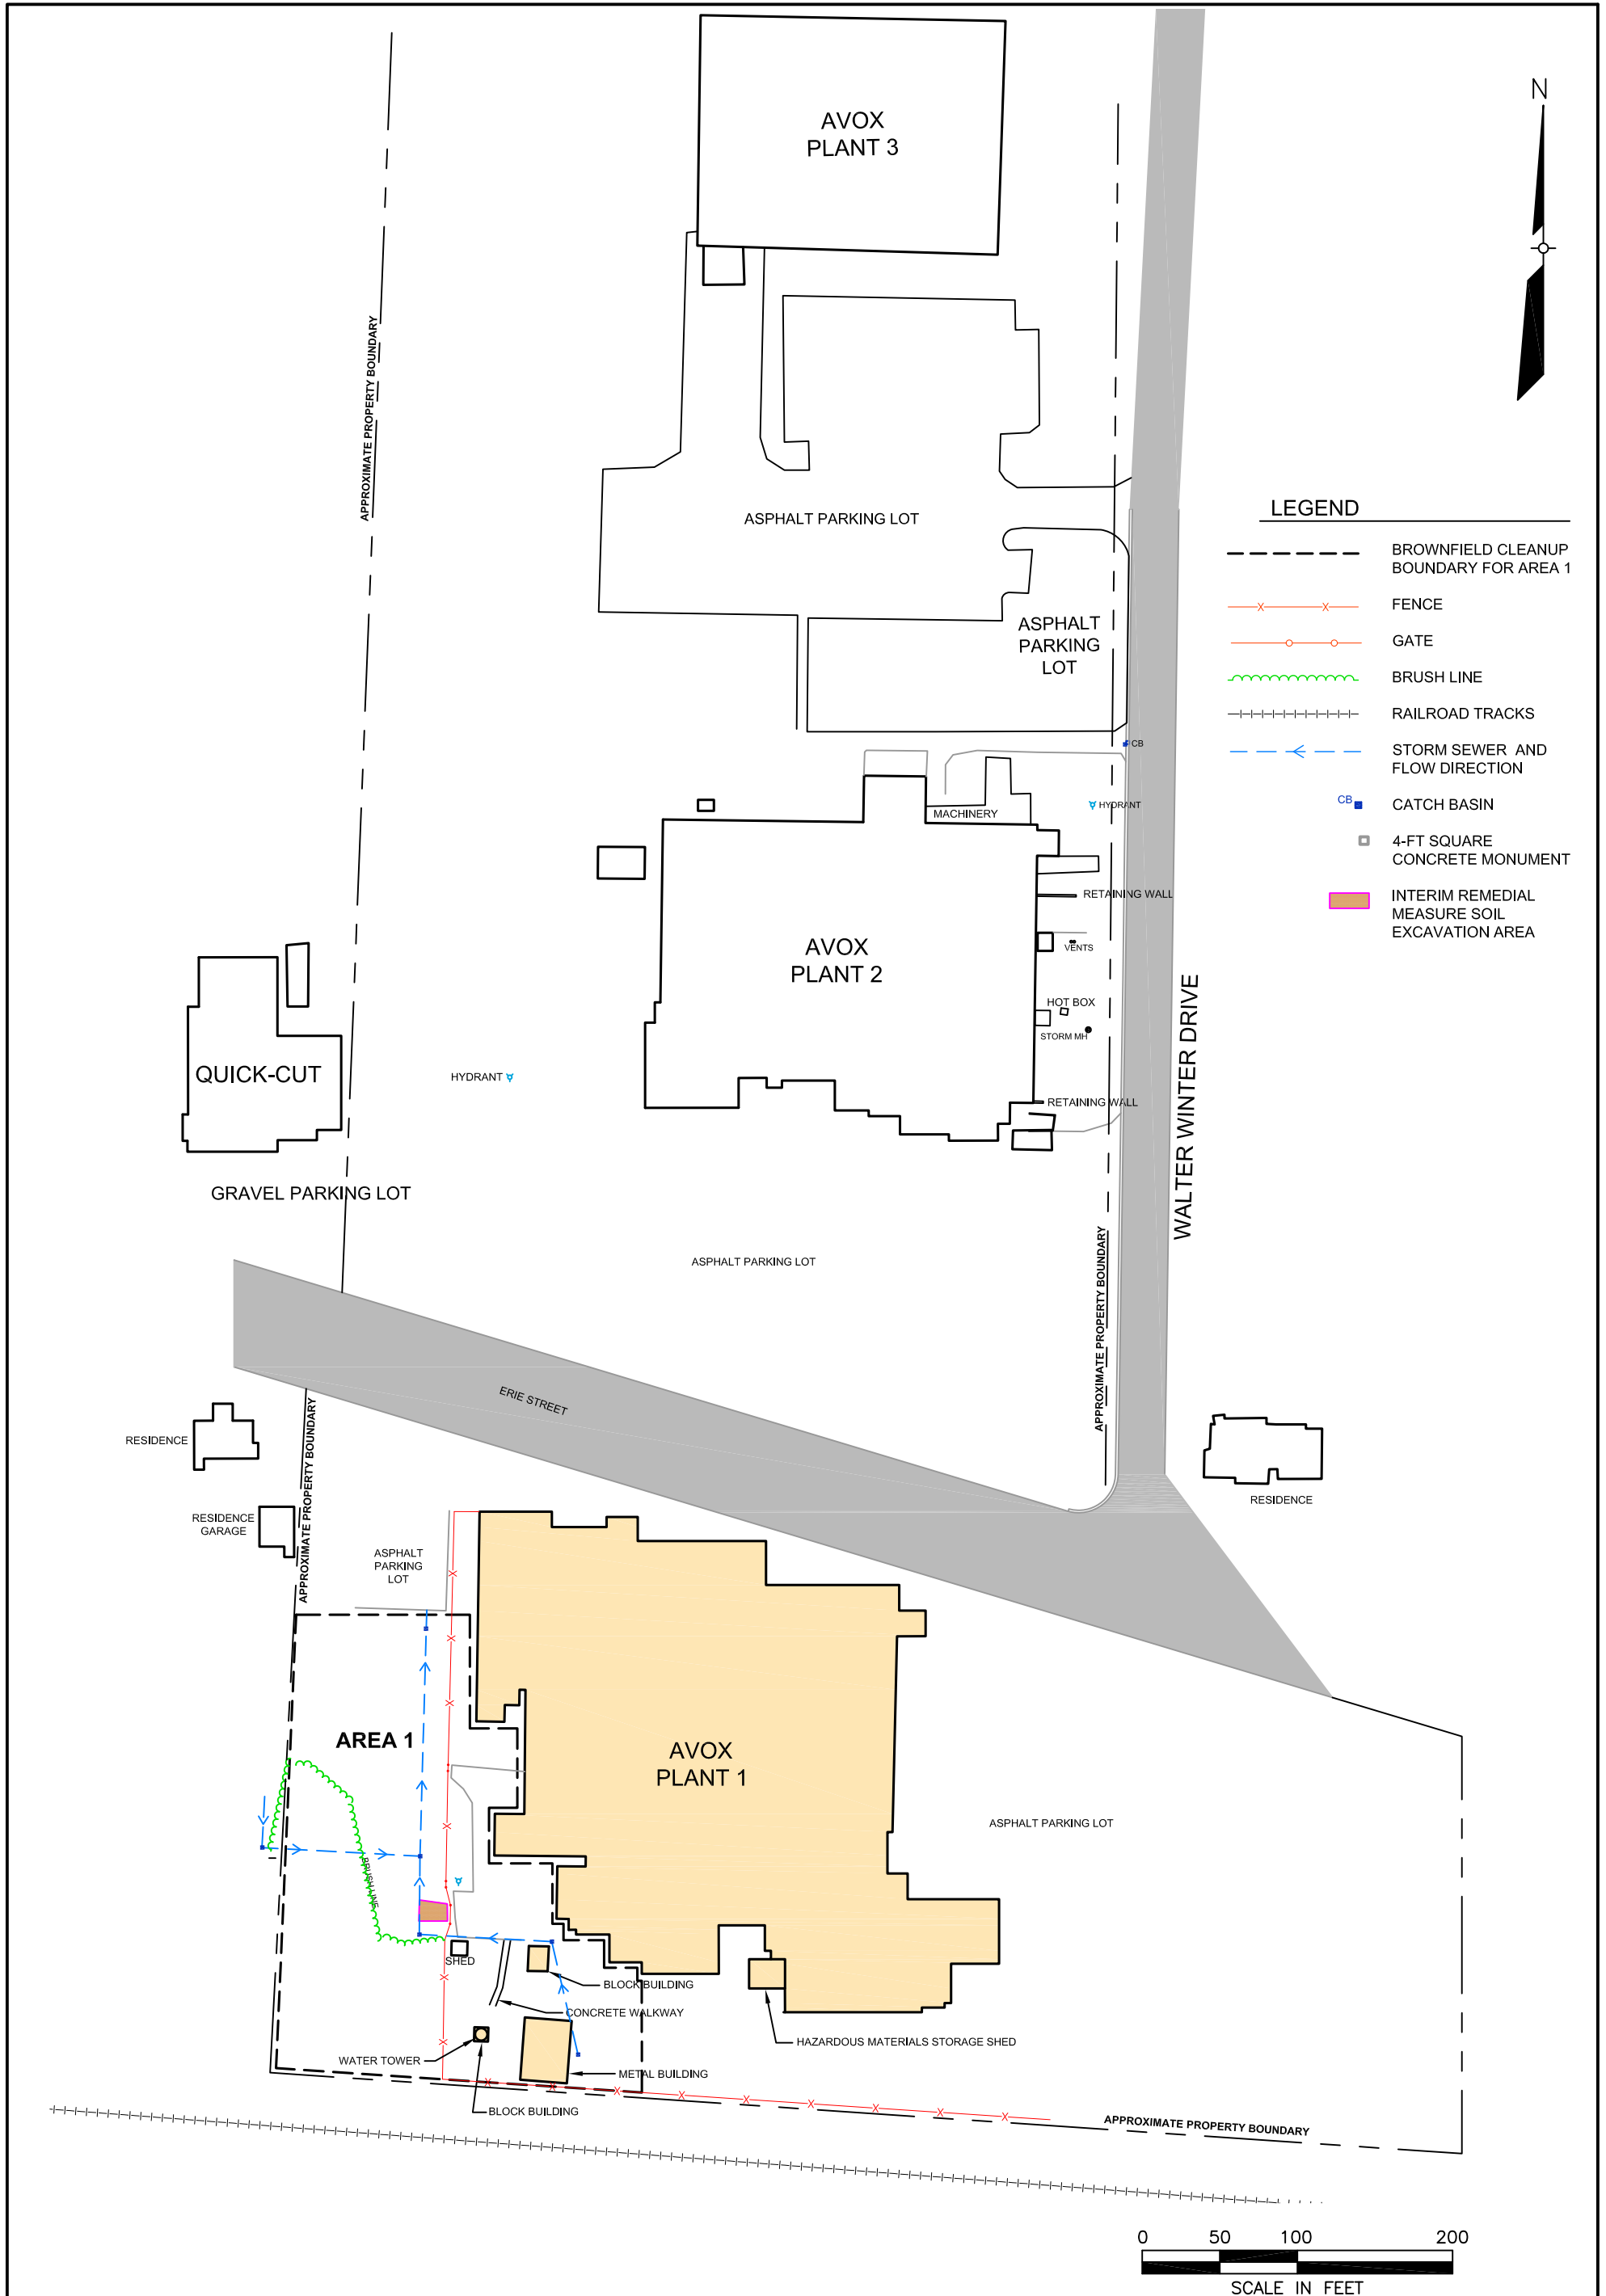 AVOX
PLANT 3
N
APPROXIMATE PROPERTY BOUNDARY
ASPHALT PARKING LOT
LEGEND
BROWNFIELD CLEANUP
BOUNDARY FOR AREA 1
FENCE
GATE
BRUSH LINE
RAILROAD TRACKS
STORM SEWER AND
FLOW DIRECTION
CB
CATCH BASIN
4-FT SQUARE
CONCRETE MONUMENT
INTERIM REMEDIAL
MEASURE SOIL
EXCAVATION AREA
ASPHALT
PARKING
LOT
CB
HYDRANT
MACHINERY
RETAINING WALL
AVOX
PLANT 2
VENTS
HOT BOX
STORM MH
RETAINING WALL
WALTER WINTER DRIVE
QUICK-CUT
HYDRANT
GRAVEL PARKING LOT
ASPHALT PARKING LOT
APPROXIMATE PROPERTY BOUNDARY
ERIE STREET
RESIDENCE
APPROXIMATE PROPERTY BOUNDARY
RESIDENCE
RESIDENCE
GARAGE
ASPHALT
PARKING
LOT
AREA 1
AVOX
PLANT 1
ASPHALT PARKING LOT
BRUSH LINE
SHED
BLOCK BUILDING
CONCRETE WALKWAY
HAZARDOUS MATERIALS STORAGE SHED
WATER TOWER
METAL BUILDING
BLOCK BUILDING
APPROXIMATE PROPERTY BOUNDARY
0 50 100 200
SCALE IN FEET